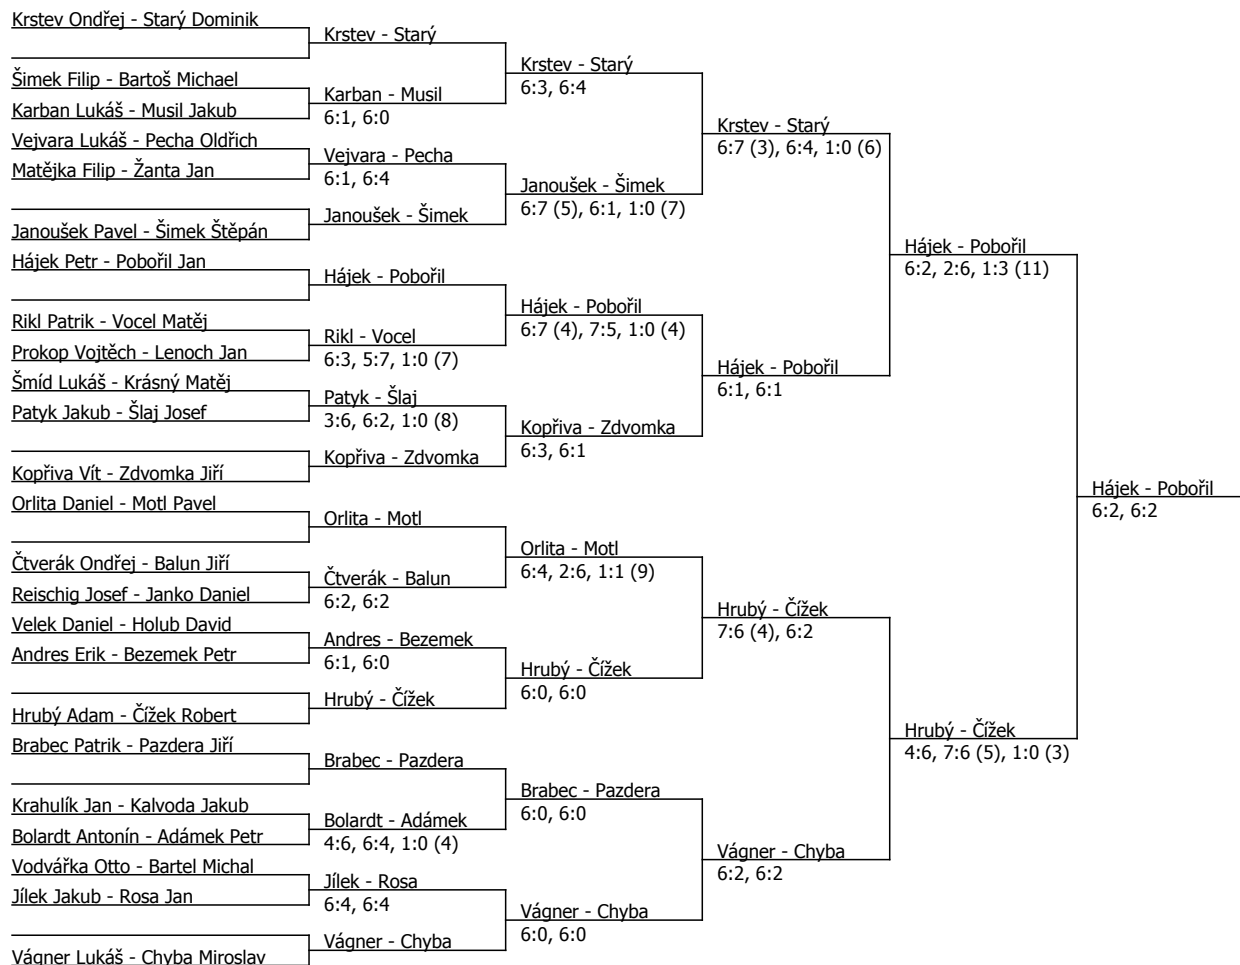 Krstev Ondřej - Starý Dominik
Šimek Filip - Bartoš Michael
Karban Lukáš - Musil Jakub
Vejvara Lukáš - Pecha Oldřich
Matějka Filip - Žanta Jan
Janoušek Pavel - Šimek Štěpán
Hájek Petr - Pobořil Jan
Rikl Patrik - Vocel Matěj
Prokop Vojtěch - Lenoch Jan
Šmíd Lukáš - Krásný Matěj
Patyk Jakub - Šlaj Josef
Kopřiva Vít - Zdvomka Jiří
Orlita Daniel - Motl Pavel
Čtverák Ondřej - Balun Jiří
Reischig Josef - Janko Daniel
Velek Daniel - Holub David
Andres Erik - Bezemek Petr
Hrubý Adam - Čížek Robert
Brabec Patrik - Pazdera Jiří
Krahulík Jan - Kalvoda Jakub
Bolardt Antonín - Adámek Petr
Vodvářka Otto - Bartel Michal
Jílek Jakub - Rosa Jan
Vágner Lukáš - Chyba Miroslav
Krstev - Starý
Karban - Musil
6:1, 6:0
Vejvara - Pecha
6:1, 6:4
Janoušek - Šimek
Hájek - Pobořil
Rikl - Vocel
6:3, 5:7, 1:0 (7)
Patyk - Šlaj
3:6, 6:2, 1:0 (8)
Kopřiva - Zdvomka
Orlita - Motl
Čtverák - Balun
6:2, 6:2
Andres - Bezemek
6:1, 6:0
Hrubý - Čížek
Brabec - Pazdera
Bolardt - Adámek
4:6, 6:4, 1:0 (4)
Jílek - Rosa
6:4, 6:4
Vágner - Chyba
Krstev - Starý
6:3, 6:4
Janoušek - Šimek
6:7 (5), 6:1, 1:0 (7)
Hájek - Pobořil
6:7 (4), 7:5, 1:0 (4)
Kopřiva - Zdvomka
6:3, 6:1
Orlita - Motl
6:4, 2:6, 1:1 (9)
Hrubý - Čížek
6:0, 6:0
Brabec - Pazdera
6:0, 6:0
Vágner - Chyba
6:0, 6:0
Krstev - Starý
6:7 (3), 6:4, 1:0 (6)
Hájek - Pobořil
6:1, 6:1
Hrubý - Čížek
7:6 (4), 6:2
Vágner - Chyba
6:2, 6:2
Hájek - Pobořil
6:2, 2:6, 1:3 (11)
Hrubý - Čížek
4:6, 7:6 (5), 1:0 (3)
Hájek - Pobořil
6:2, 6:2